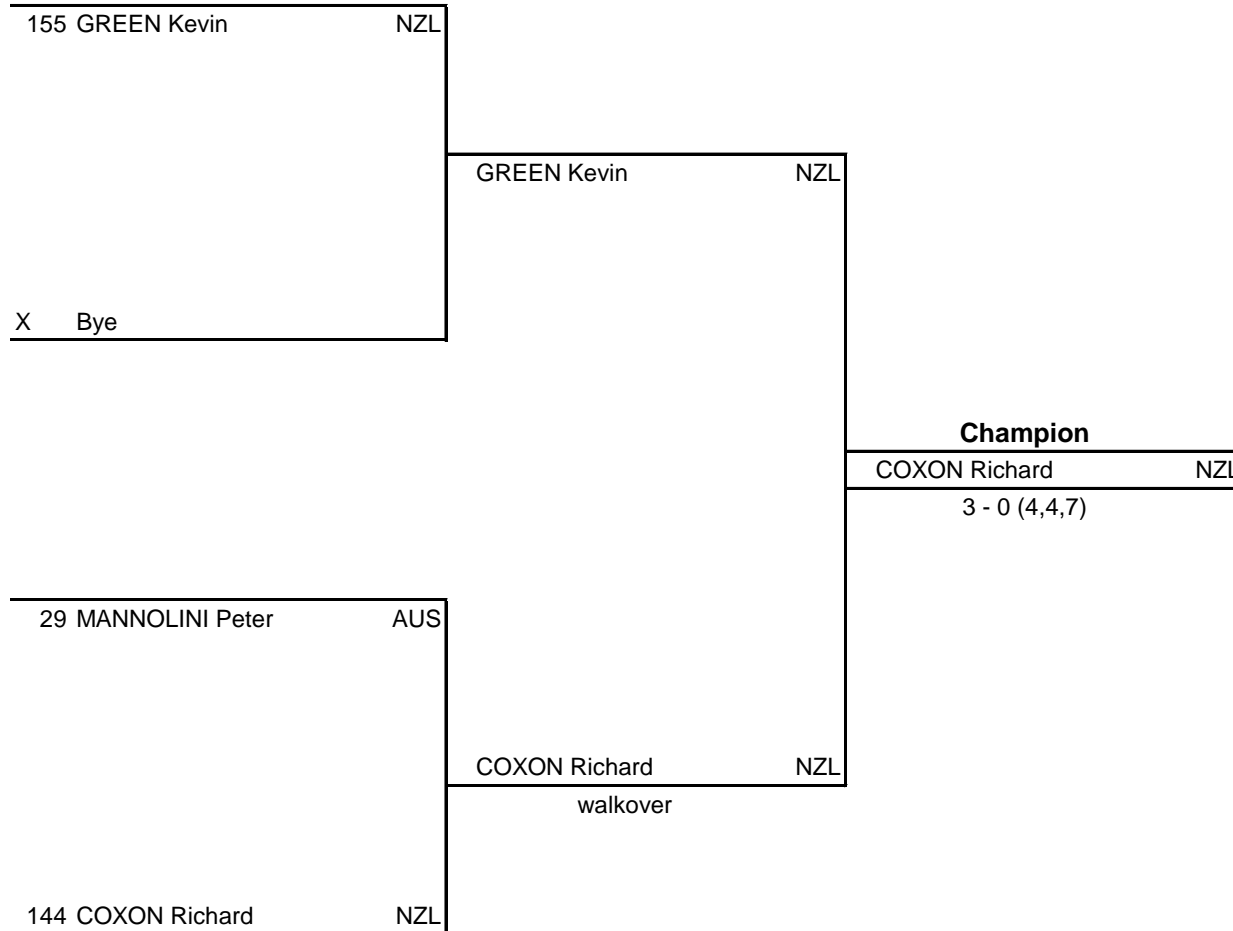 155 GREEN Kevin NZL
GREEN Kevin NZL
X Bye
Champion
COXON Richard NZL
3 - 0 (4,4,7)
29 MANNOLINI Peter AUS
COXON Richard NZL
walkover
144 COXON Richard NZL